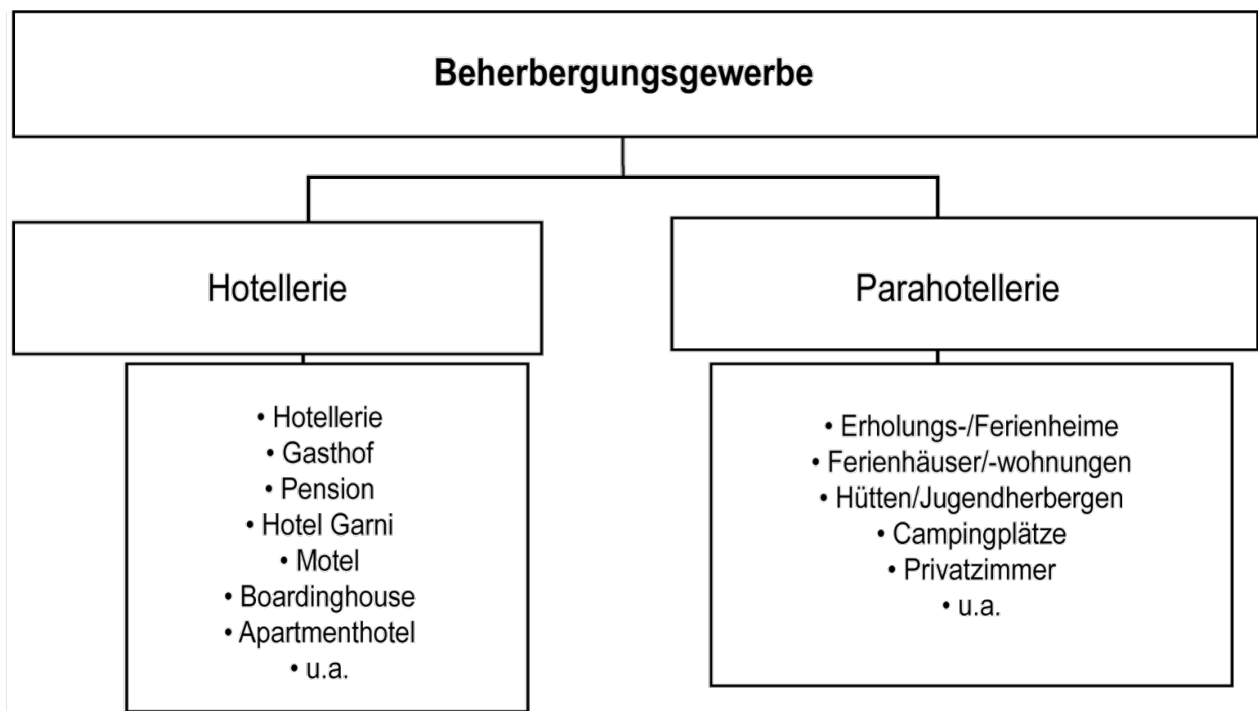 Beherbergungsgewerbe
Hotellerie
• Hotellerie
• Gasthof
• Pension
• Hotel Garni
• Motel
• Boardinghouse
• Apartmenthotel
• u.a.
Parahotellerie
• Erholungs-/Ferienheime
• Ferienhäuser/-wohnungen
• Hütten/Jugendherbergen
• Campingplätze
• Privatzimmer
• u.a.